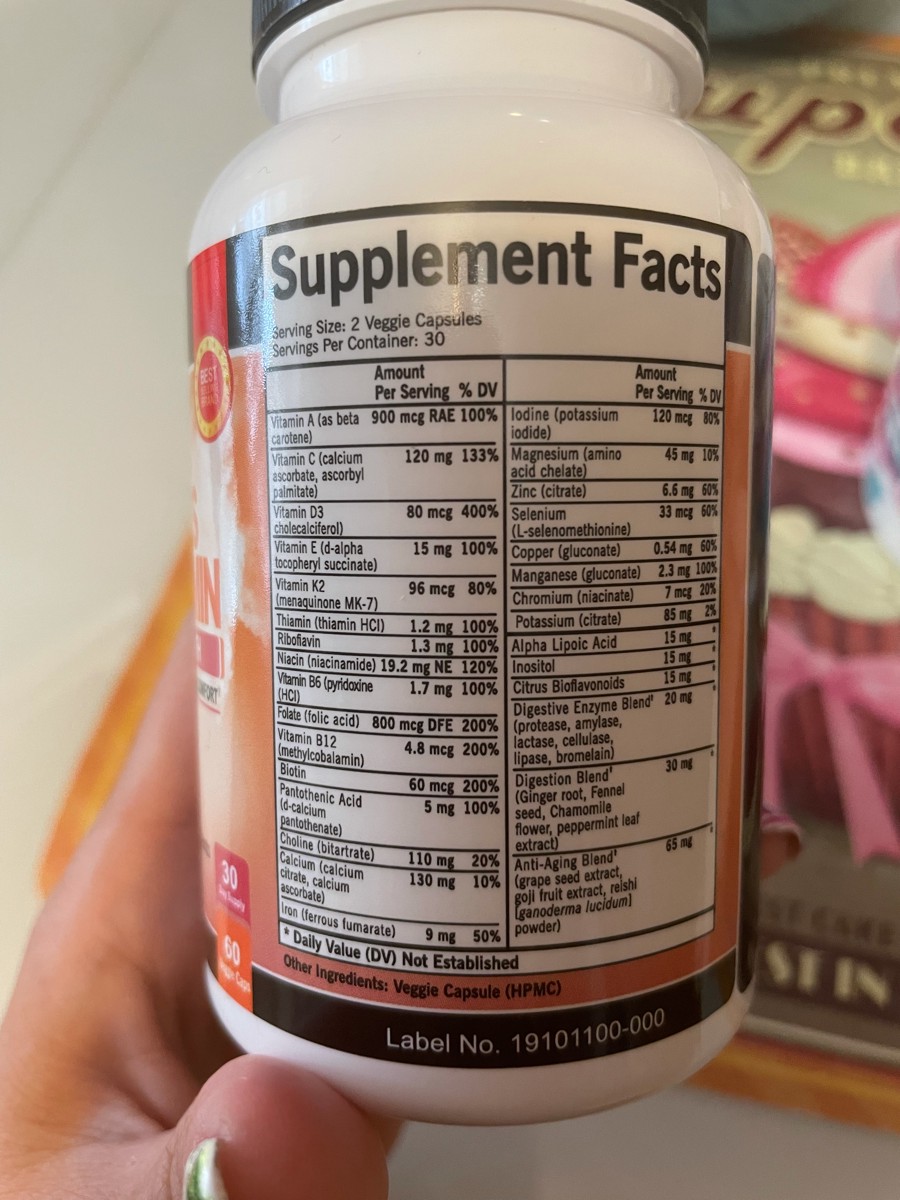 Supplement Facts
Serving Size: 2 Veggie Capsules
Servings Per Container: 30
Amount
Per Serving % DV
Vitamin A (as beta 900 mcg RAE 100%
carotene)
Vitamin C (calcium 120 mg 133%
ascorbate, ascorbyl
palmitate)
Vitamin D3 80 mcg 400%
cholecalciferol)
Vitamin E (d-alpha 15 mg 100%
tocopheryl succinate)
Vitamin K2 96 mcg 80%
(menaquinone MK-7)
Thiamin (thiamin HCI) 1.2 mg 100%
Riboflavin 1.3 mg 100%
Niacin (niacinamide) 19.2 mg NE 120%
Vitamin B6 (pyridoxine 1.7 mg 100%
(HCI)
Folate (folic acid) 800 mcg DFE 200%
Vitamin B12 4.8 mcg 200%
(methylcobalamin)
Biotin 60 mcg 200%
Pantothenic Acid 5 mg 100%
(d-calcium
pantothenate)
Choline (bitartrate) 110 mg 20%
Calcium (calcium 130 mg 10%
citrate, calcium
ascorbate)
Iron (ferrous fumarate) 9 mg 50%
Amount
Per Serving % DV
Iodine (potassium 120 mcg 80%
iodide)
Magnesium (amino 45 mg 10%
acid chelate)
Zinc (citrate) 6.6 mg 60%
Selenium 33 mcg 60%
(L-selenomethionine)
Copper (gluconate) 0.54 mg 60%
Manganese (gluconate) 2.3 mg 100%
Chromium (niacinate) 7 mcg 20%
Potassium (citrate) 85 mg 2%
Alpha Lipoic Acid 15 mg *
Inositol 15 mg *
Citrus Bioflavonoids 15 mg *
Digestive Enzyme Blend† 20 mg *
(protease, amylase,
lactase, cellulase,
lipase, bromelain)
Digestion Blend† 30 mg *
(Ginger root, Fennel
seed, Chamomile
flower, peppermint leaf
extract)
Anti-Aging Blend† 65 mg *
(grape seed extract,
goji fruit extract, reishi
[ganoderma lucidum]
powder)
* Daily Value (DV) Not Established
Other Ingredients: Veggie Capsule (HPMC)
Label No. 19101100-000
BEST
IN
30
60
ST IN